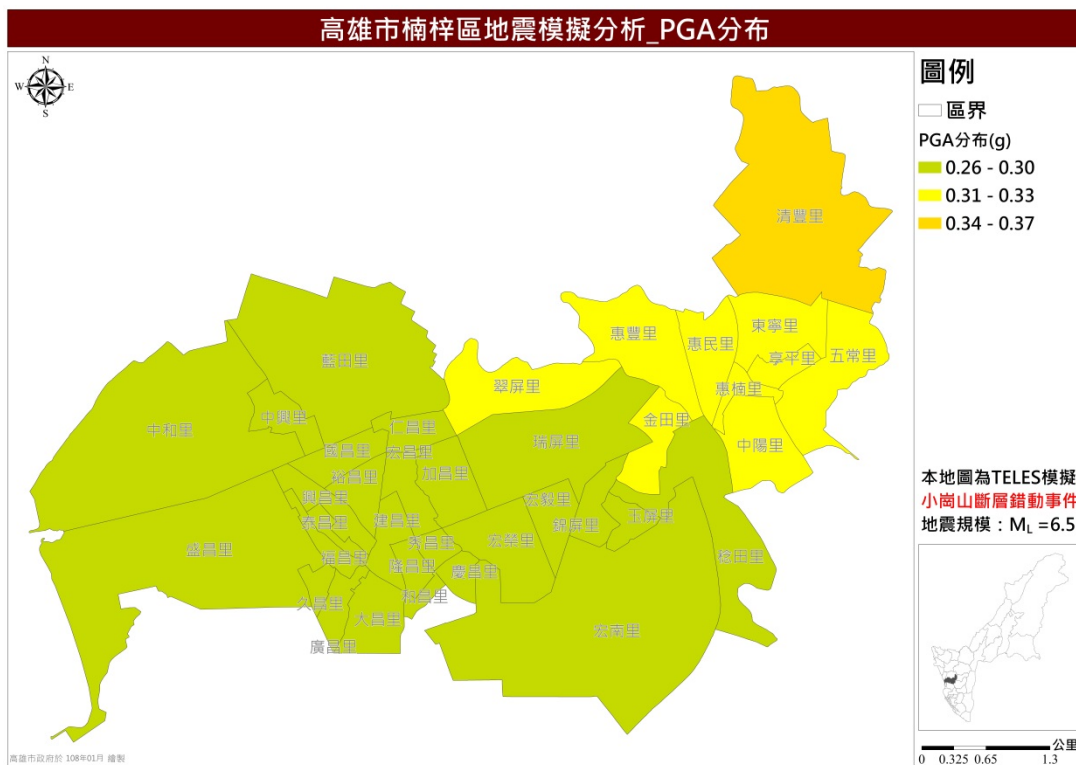 高雄市楠梓區地震模擬分析_PGA分布
N
W E
S
圖例
區界
PGA分布(g)
0.26 - 0.30
0.31 - 0.33
0.34 - 0.37
清豐里
東寧里
惠豐里
惠民里
五常里
享平里
藍田里
翠屏里
惠楠里
中興里
金田里
仁昌里
中和里
瑞屏里
中陽里
國昌里
宏昌里
裕昌里
加昌里
興昌里
宏毅里
泰昌里
建昌里
錦屏里
玉屏里
秀昌里
宏榮里
盛昌里
福昌里
稔田里
隆昌里
慶昌里
和昌里
久昌里
大昌里
宏南里
廣昌里
本地圖為TELES模擬
小崗山斷層錯動事件
地震規模：ML =6.5
公里
0 0.325 0.65 1.3
高雄市政府於 108年01月 繪製